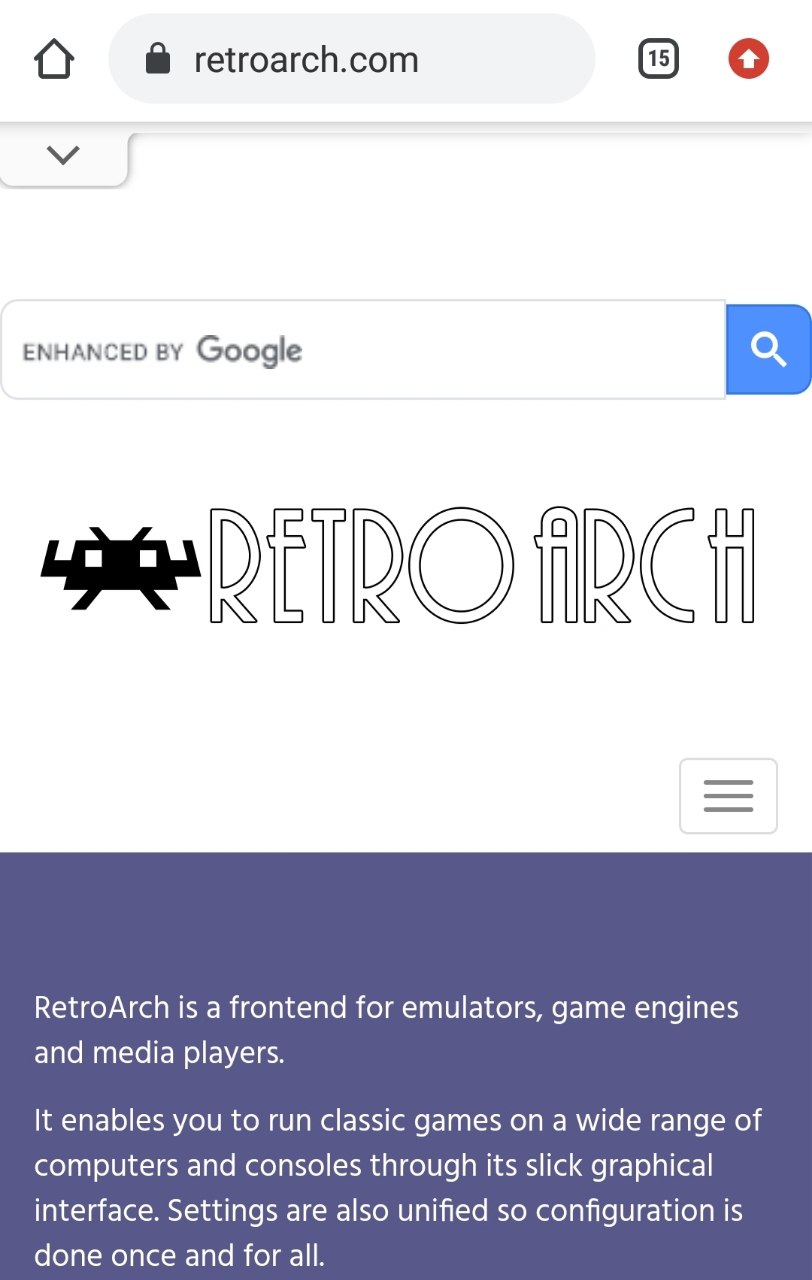 retroarch.com
15
ENHANCED BY Google
RETROARCH
RetroArch is a frontend for emulators, game engines
and media players.
It enables you to run classic games on a wide range of
computers and consoles through its slick graphical
interface. Settings are also unified so configuration is
done once and for all.